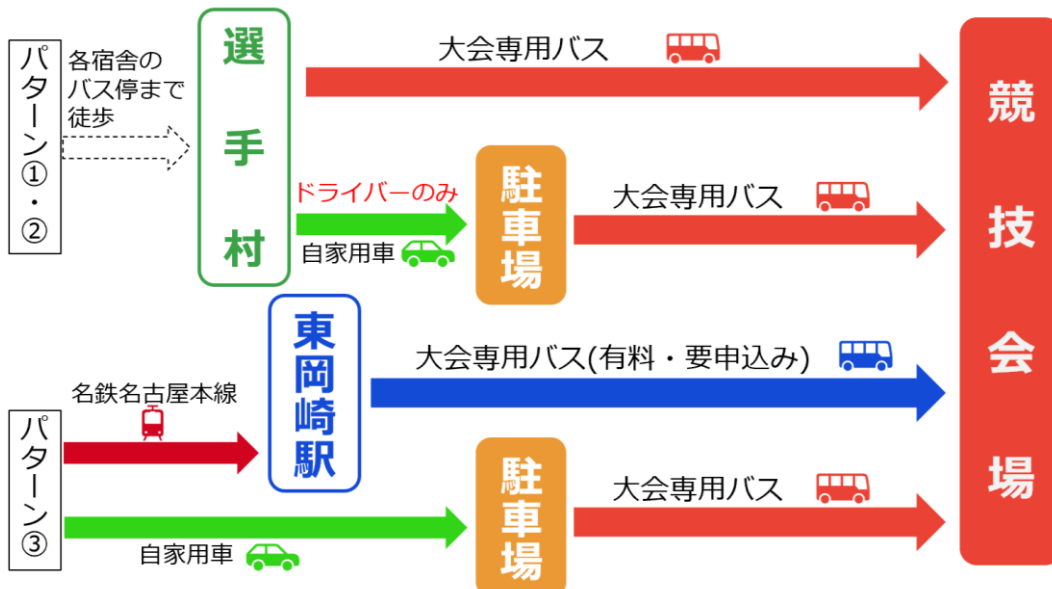 パターン①・②
各宿舎の
バス停まで
徒歩
選手村
大会専用バス
ドライバーのみ
自家用車
駐車場
大会専用バス
競技会場
パターン③
名鉄名古屋本線
東岡崎駅
大会専用バス(有料・要申込み)
自家用車
駐車場
大会専用バス